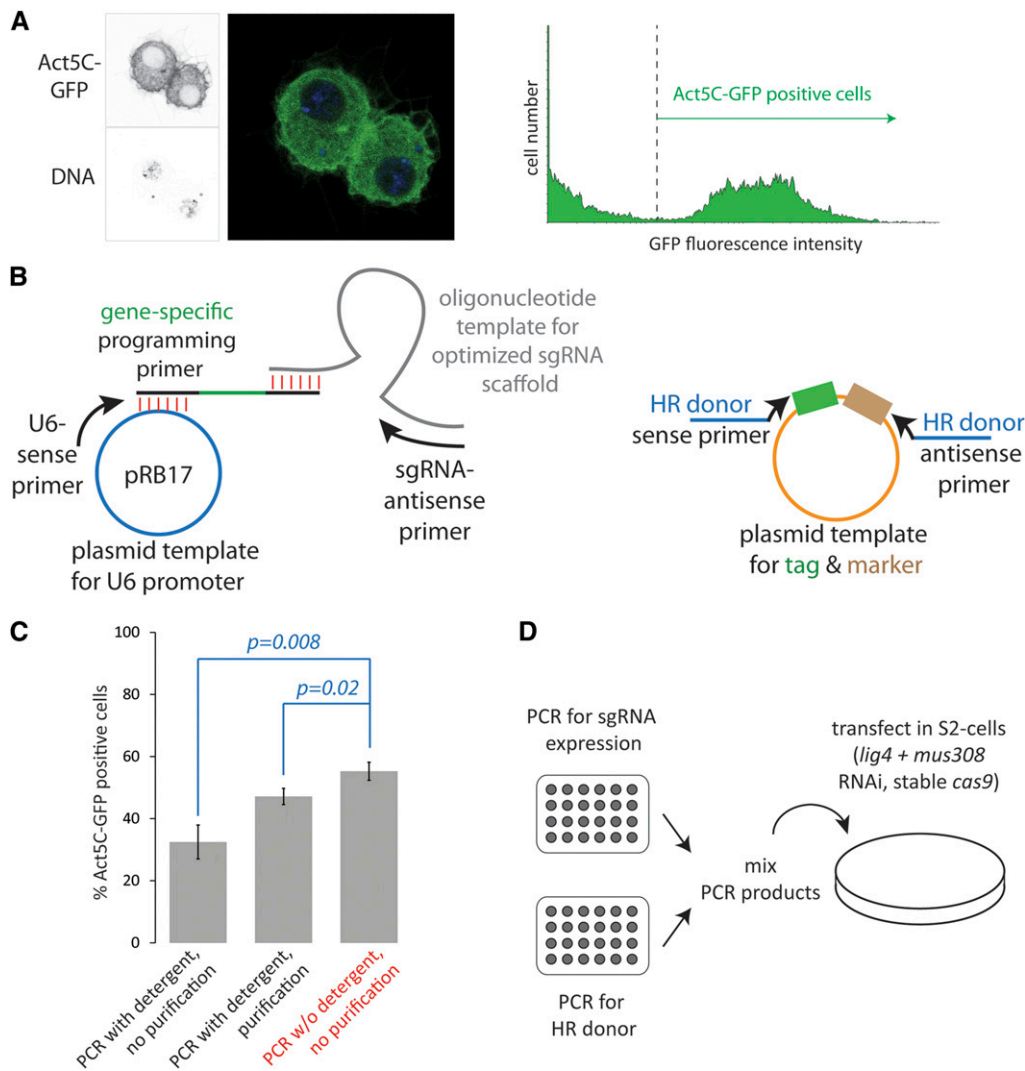 A
Act5C-
GFP
DNA
cell number
Act5C-GFP positive cells
GFP fluorescence intensity
B
gene-specific
programming
primer
U6-
sense
primer
pRB17
plasmid template
for U6 promoter
oligonucleotide
template for
optimized sgRNA
scaffold
sgRNA-
antisense
primer
HR donor
sense primer
HR donor
antisense
primer
plasmid template
for tag & marker
C
% Act5C-GFP positive cells
100
80
60
40
20
0
p=0.008
p=0.02
PCR with detergent,
no purification
PCR with detergent,
purification
PCR w/o detergent,
no purification
D
PCR for sgRNA
expression
PCR for
HR donor
mix
PCR products
transfect in S2-cells
(lig4 + mus308
RNAi, stable cas9)